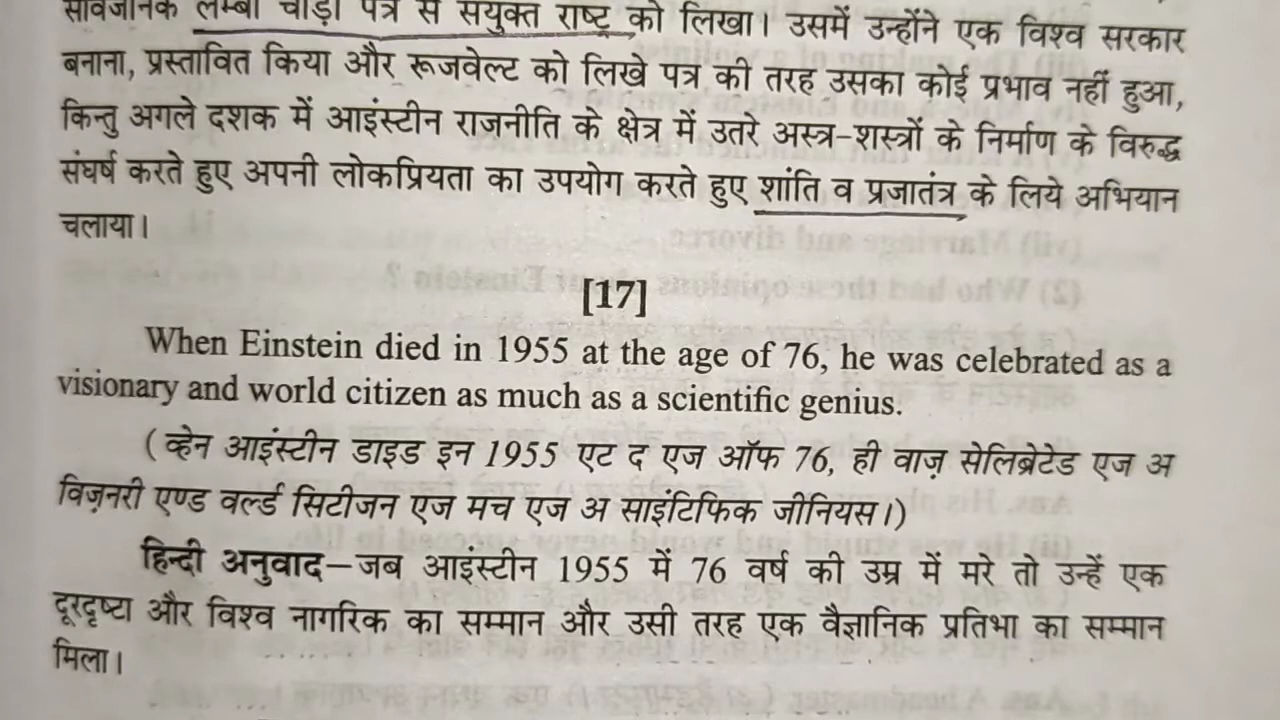 सार्वजनिक लम्बा चौड़ा पत्र से संयुक्त राष्ट्र को लिखा। उसमें उन्होंने एक विश्व सरकार
बनाना, प्रस्तावित किया और रूजवेल्ट को लिखे पत्र की तरह उसका कोई प्रभाव नहीं हुआ,
किन्तु अगले दशक में आइंस्टीन राजनीति के क्षेत्र में उतरे अस्त्र-शस्त्रों के निर्माण के विरुद्ध
संघर्ष करते हुए अपनी लोकप्रियता का उपयोग करते हुए शांति व प्रजातंत्र के लिये अभियान
चलाया।
[17]
When Einstein died in 1955 at the age of 76, he was celebrated as a
visionary and world citizen as much as a scientific genius.
(व्हेन आइंस्टीन डाइड इन 1955 एट द एज ऑफ 76, ही वाज़ सेलिब्रेटेड एज अ
विज़नरी एण्ड वर्ल्ड सिटीजन एज मच एज अ साइंटिफिक जीनियस।)
हिन्दी अनुवाद–जब आइंस्टीन 1955 में 76 वर्ष की उम्र में मरे तो उन्हें एक
दूरदृष्टा और विश्व नागरिक का सम्मान और उसी तरह एक वैज्ञानिक प्रतिभा का सम्मान
मिला।